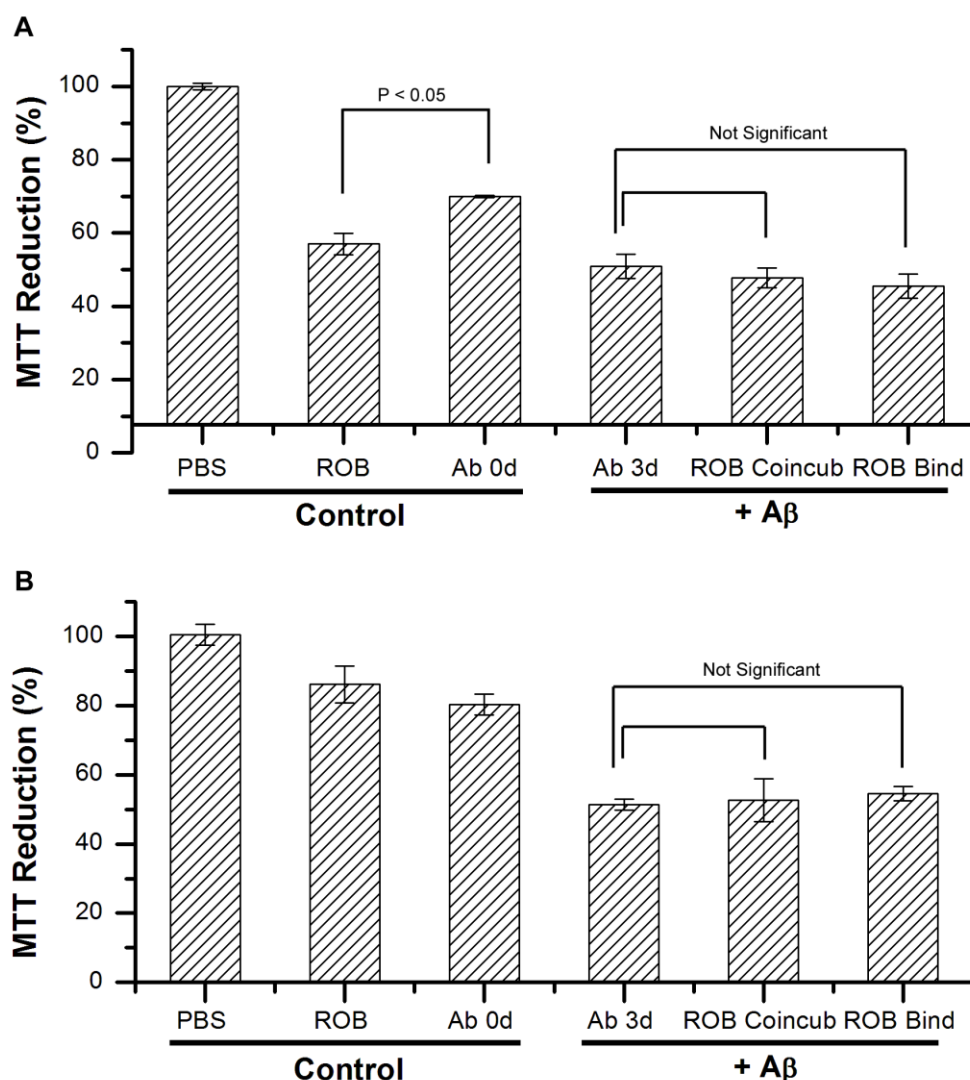 A
MTT Reduction (%)
100
80
60
40
20
0
P < 0.05
Not Significant
PBS ROB Ab 0d Ab 3d ROB Coincub ROB Bind
Control + Aβ
B
MTT Reduction (%)
100
80
60
40
20
0
Not Significant
PBS ROB Ab 0d Ab 3d ROB Coincub ROB Bind
Control + Aβ